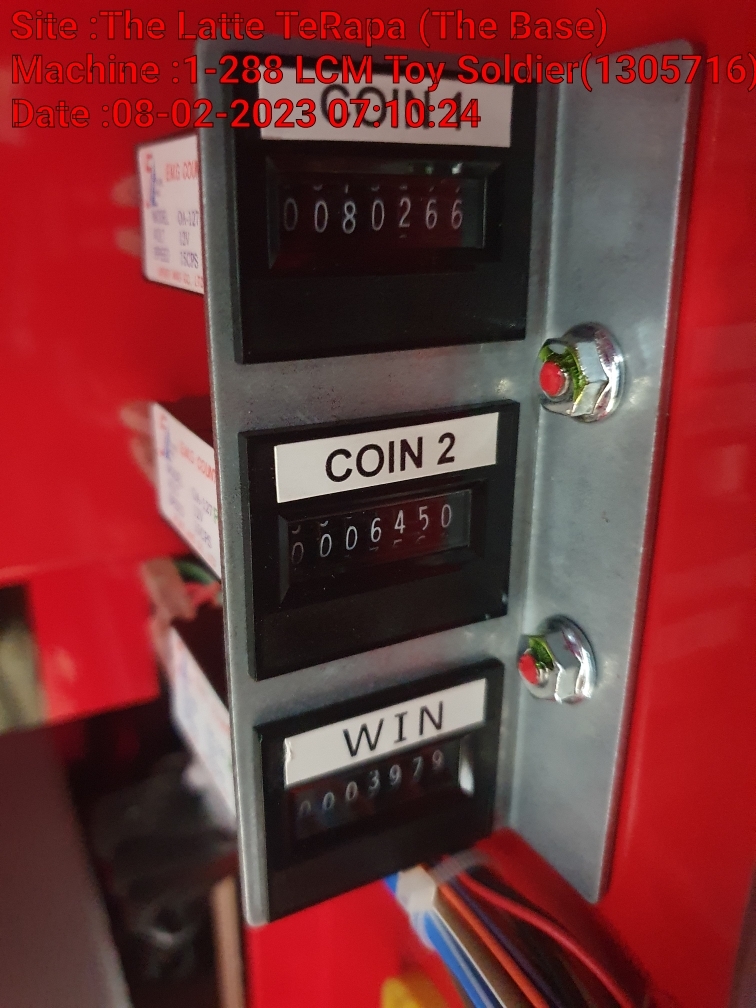 Site :The Latte TeRapa (The Base)
Machine :1-288 LCM Toy Soldier(1305716)
Date :08-02-2023 07:10:24
COIN 1
0080266
COIN 2
0006450
WIN
0003979
12V